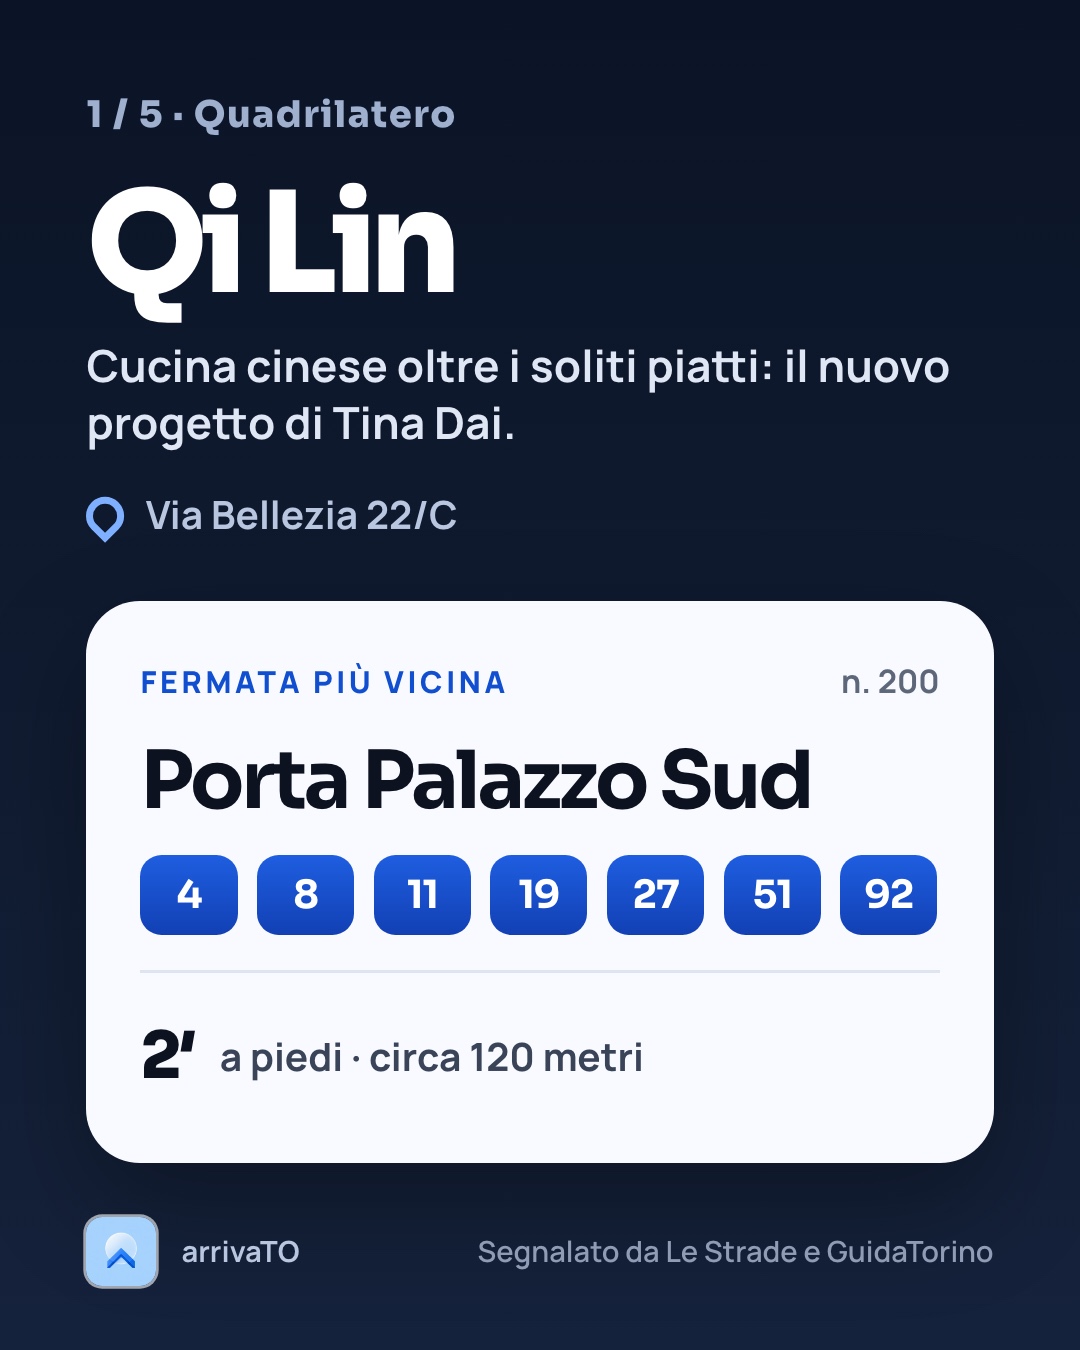 1 / 5 · Quadrilatero
Qi Lin
Cucina cinese oltre i soliti piatti: il nuovo
progetto di Tina Dai.
Via Bellezia 22/C
FERMATA PIÙ VICINA
n. 200
Porta Palazzo Sud
4 8 11 19 27 51 92
2′ a piedi · circa 120 metri
arrivaTO
Segnalato da Le Strade e GuidaTorino